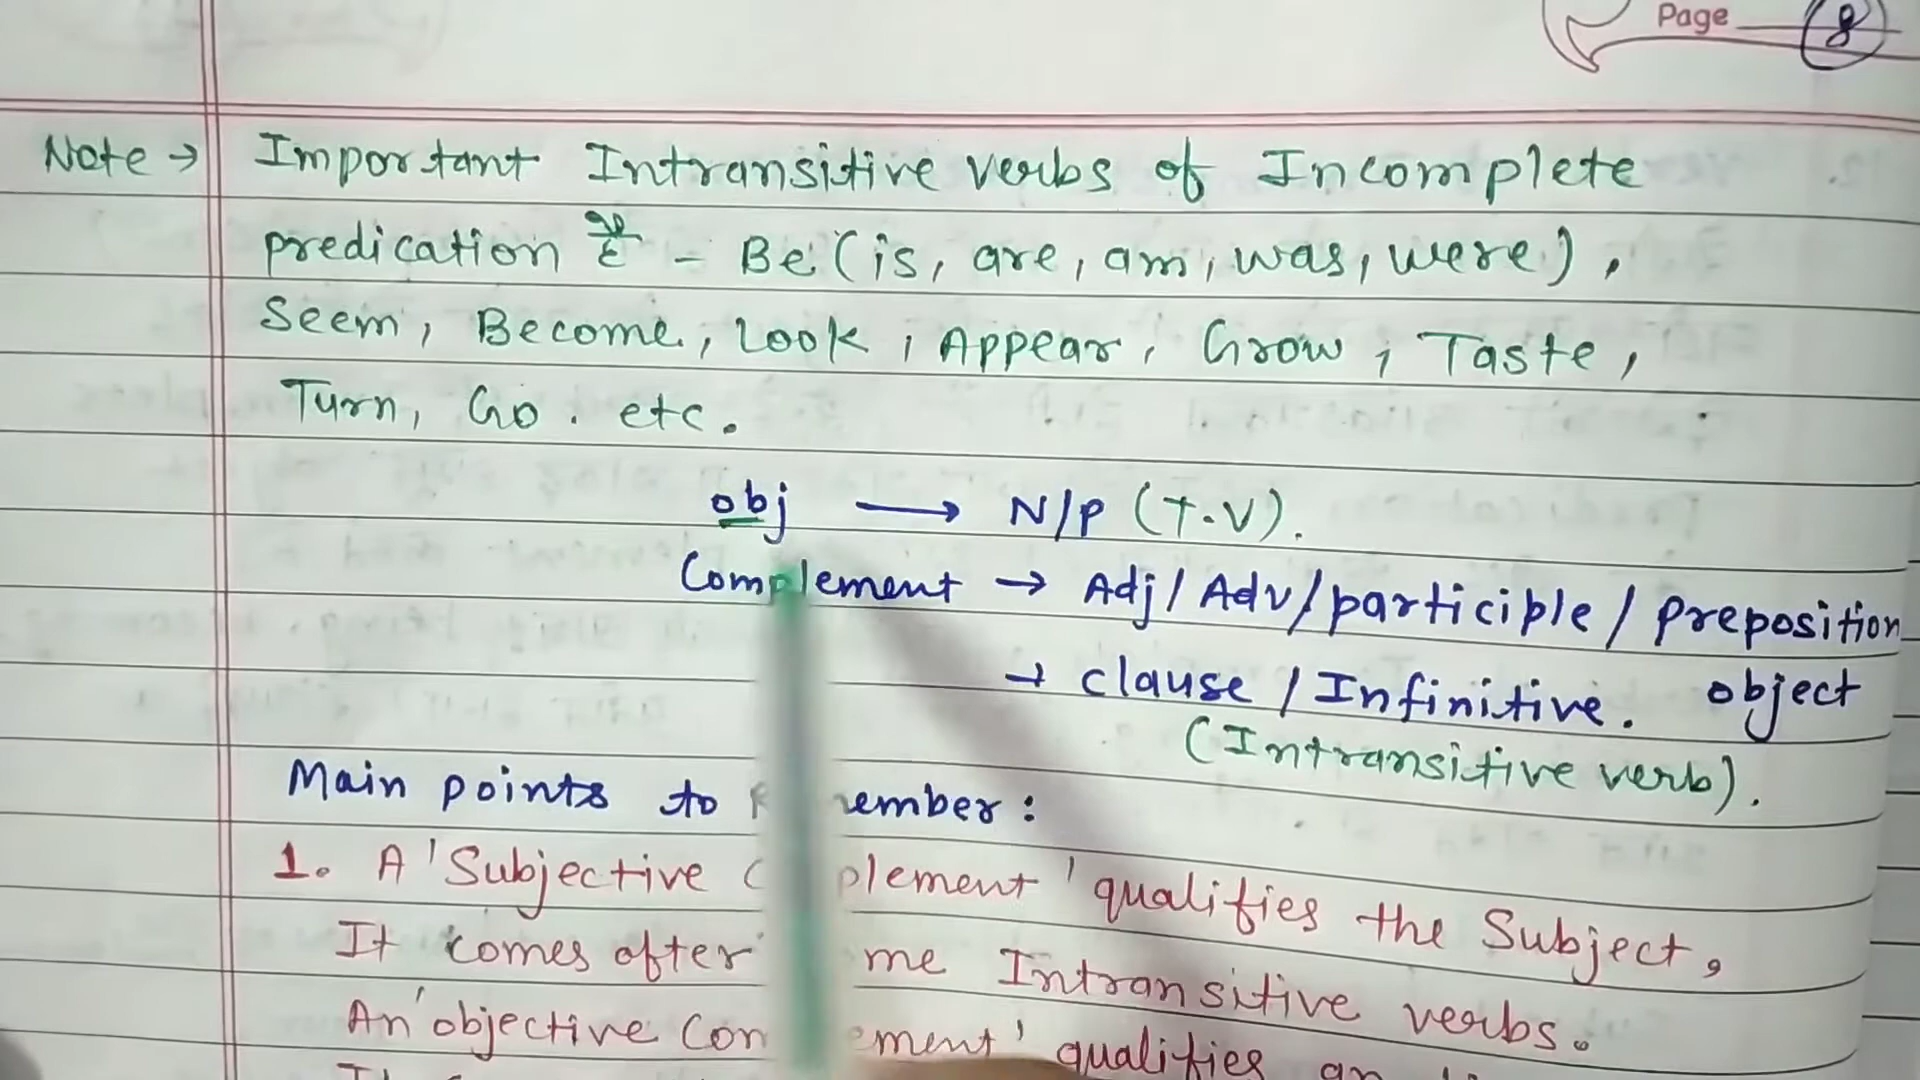 Page 8
Note → Important Intransitive verbs of Incomplete
predication - Be (is, are, am, was, were),
Seem, Become, Look, Appear, Grow, Taste,
Turn, Go. etc.
obj → N/P (T.V).
Complement → Adj/Adv/participle/preposition
→ clause/Infinitive. object
(Intransitive verb).
Main points to ember:
1. A 'Subjective plement' qualifies the Subject,
It comes after me Intransitive verbs.
An 'objective Com ement' qualifies an